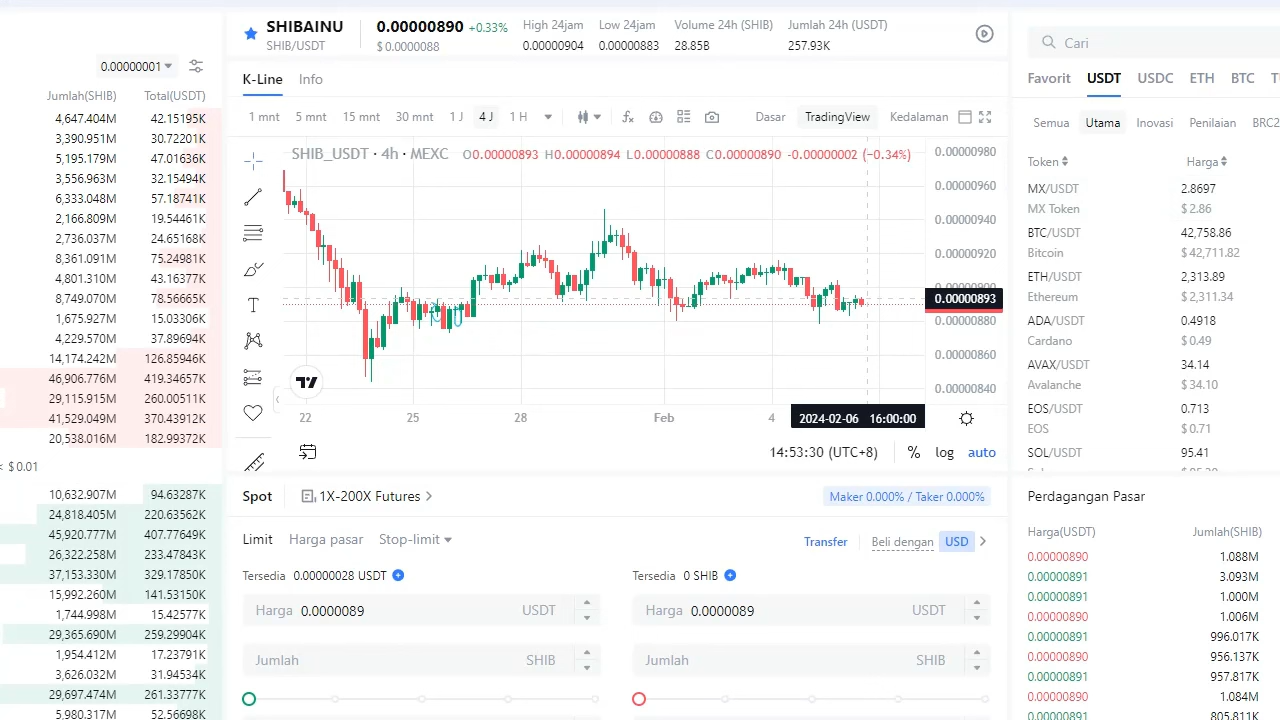 SHIBAINU
SHIB/USDT
0.00000890 +0.33%
$ 0.0000088
High 24jam
0.00000904
Low 24jam
0.00000883
Volume 24h (SHIB)
28.85B
Jumlah 24h (USDT)
257.93K
0.00000001
Jumlah(SHIB) Total(USDT)
4,647.404M 42.15195K
3,390.951M 30.72201K
5,195.179M 47.01636K
3,556.963M 32.15494K
6,333.048M 57.18741K
2,166.809M 19.54461K
2,736.037M 24.65168K
8,361.091M 75.24981K
4,801.310M 43.16377K
8,749.070M 78.56665K
1,675.927M 15.03306K
4,229.570M 37.89694K
14,174.242M 126.85946K
46,906.776M 419.34657K
29,115.915M 260.00511K
41,529.049M 370.43912K
20,538.016M 182.99372K
< $ 0.01
10,632.907M 94.63287K
24,818.405M 220.63562K
45,920.777M 407.77649K
26,322.258M 233.47843K
37,153.330M 329.17850K
15,992.260M 141.53150K
1,744.998M 15.42577K
29,365.690M 259.29904K
1,954.412M 17.23791K
3,626.032M 31.94534K
29,697.474M 261.33777K
5,980.317M 52.56698K
K-Line Info
1 mnt 5 mnt 15 mnt 30 mnt 1 J 4 J 1 H
Dasar TradingView Kedalaman
SHIB_USDT · 4h · MEXC O0.00000893 H0.00000894 L0.00000888 C0.00000890 -0.00000002 (−0.34%)
0.00000980
0.00000960
0.00000940
0.00000920
0.00000900
0.00000893
0.00000880
0.00000860
0.00000840
22 25 28 Feb 4 2024-02-06 16:00:00
14:53:30 (UTC+8) % log auto
Spot 1X-200X Futures
Maker 0.000% / Taker 0.000%
Limit Harga pasar Stop-limit
Transfer Beli dengan USD
Tersedia 0.00000028 USDT
Harga 0.0000089 USDT
Jumlah SHIB
Tersedia 0 SHIB
Harga 0.0000089 USDT
Jumlah SHIB
Cari
Favorit USDT USDC ETH BTC
Semua Utama Inovasi Penilaian BRC2
Token Harga
MX/USDT 2.8697
MX Token $ 2.86
BTC/USDT 42,758.86
Bitcoin $ 42,711.82
ETH/USDT 2,313.89
Ethereum $ 2,311.34
ADA/USDT 0.4918
Cardano $ 0.49
AVAX/USDT 34.14
Avalanche $ 34.10
EOS/USDT 0.713
EOS $ 0.71
SOL/USDT 95.41
Perdagangan Pasar
Harga(USDT) Jumlah(SHIB)
0.00000890 1.088M
0.00000891 3.093M
0.00000891 1.000M
0.00000890 1.006M
0.00000891 996.017K
0.00000890 956.137K
0.00000891 957.817K
0.00000890 1.084M
0.00000891 805.811K